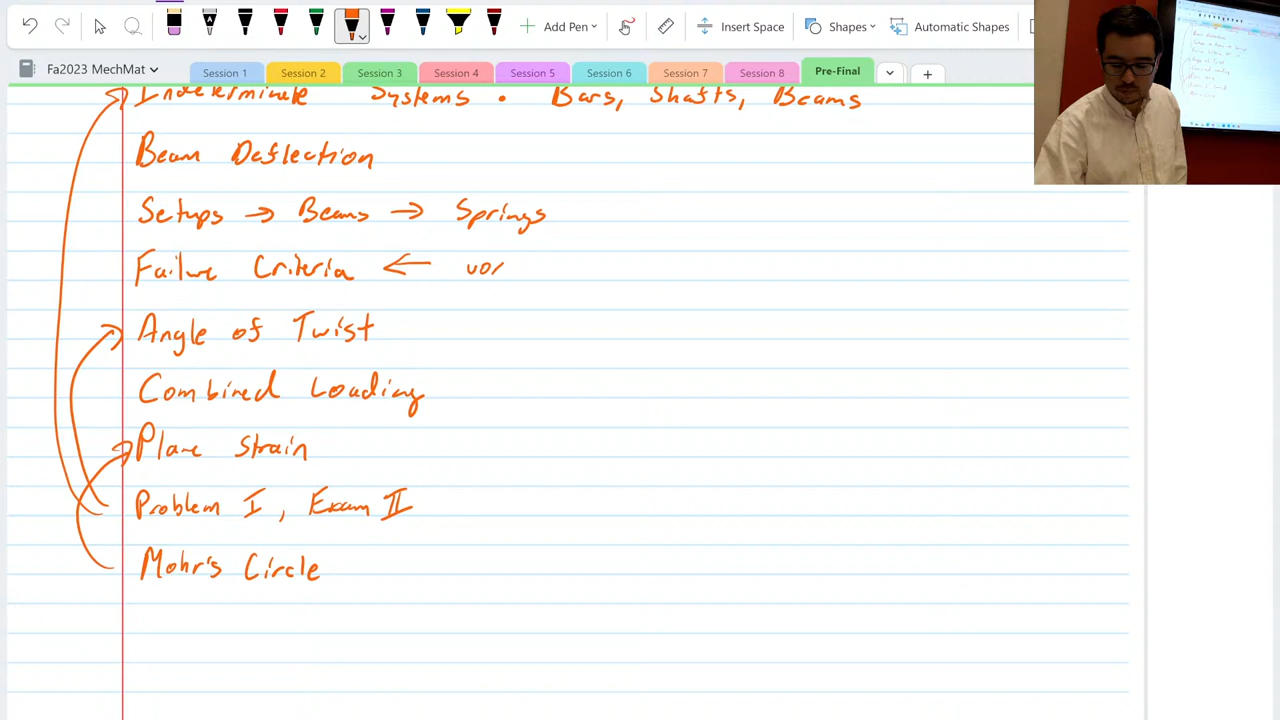 Add Pen
Insert Space
Shapes
Automatic Shapes
Fa2023 MechMat
Session 1
Session 2
Session 3
Session 4
Session 5
Session 6
Session 7
Session 8
Pre-Final
Indeterminate Systems . Bars, Shafts, Beams
Beam Deflection
Setups → Beams → Springs
Failure Criteria ← von
Angle of Twist
Combined Loading
Plane Strain
Problem I, Exam II
Mohr's Circle